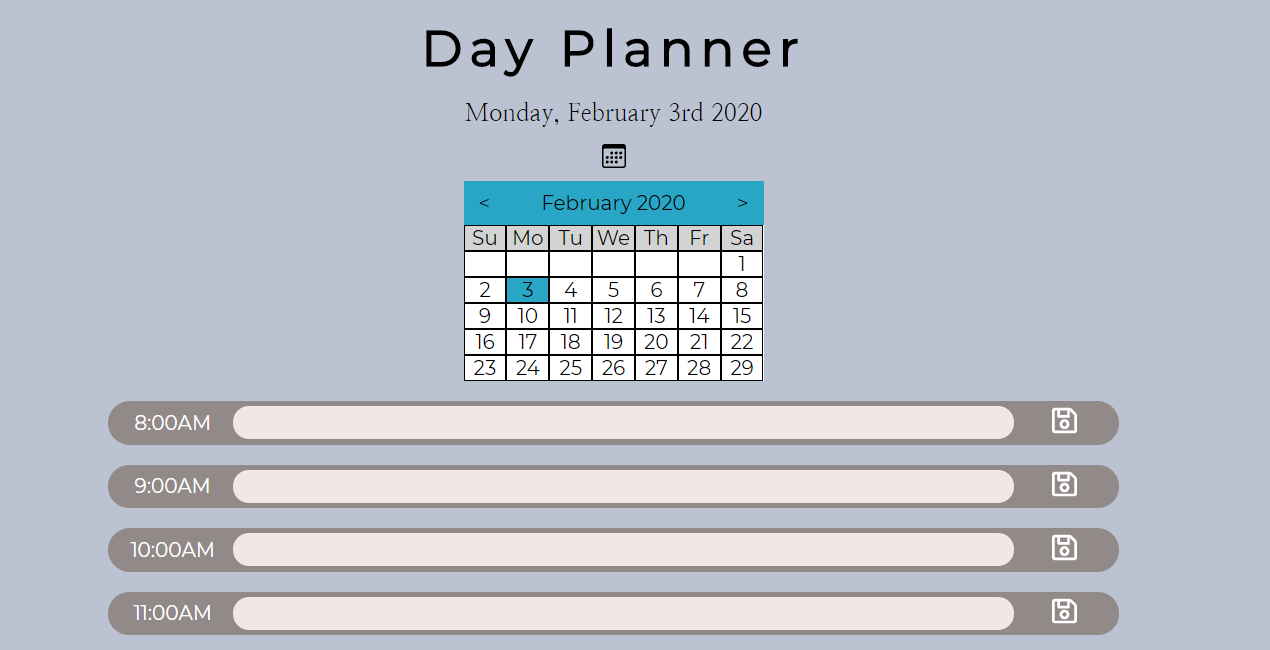 Day Planner
Monday, February 3rd 2020
< February 2020 >
Su Mo Tu We Th Fr Sa
1
2 3 4 5 6 7 8
9 10 11 12 13 14 15
16 17 18 19 20 21 22
23 24 25 26 27 28 29
8:00AM
9:00AM
10:00AM
11:00AM